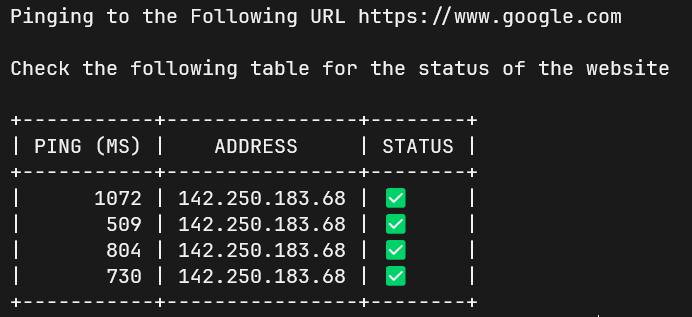 Pinging to the Following URL https://www.google.com
Check the following table for the status of the website
+-----------+----------------+--------+
| PING (MS) |    ADDRESS     | STATUS |
+-----------+----------------+--------+
|      1072 | 142.250.183.68 | ✅      |
|       509 | 142.250.183.68 | ✅      |
|       804 | 142.250.183.68 | ✅      |
|       730 | 142.250.183.68 | ✅      |
+-----------+----------------+--------+